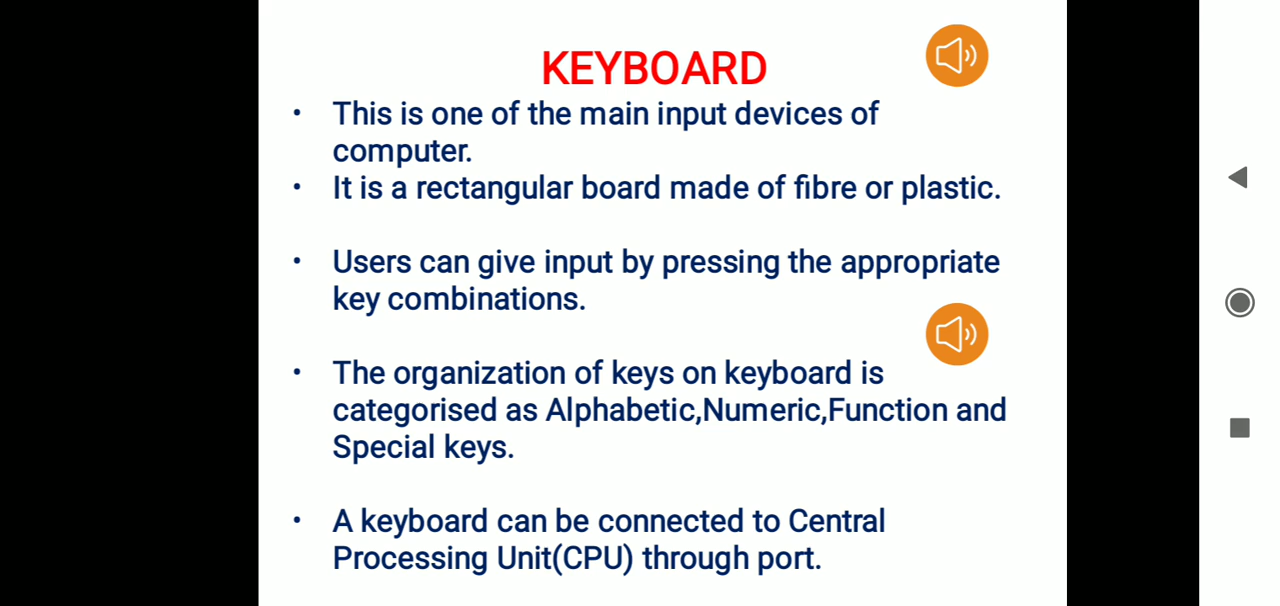 KEYBOARD
• This is one of the main input devices of
computer.
• It is a rectangular board made of fibre or plastic.
• Users can give input by pressing the appropriate
key combinations.
• The organization of keys on keyboard is
categorised as Alphabetic,Numeric,Function and
Special keys.
• A keyboard can be connected to Central
Processing Unit(CPU) through port.